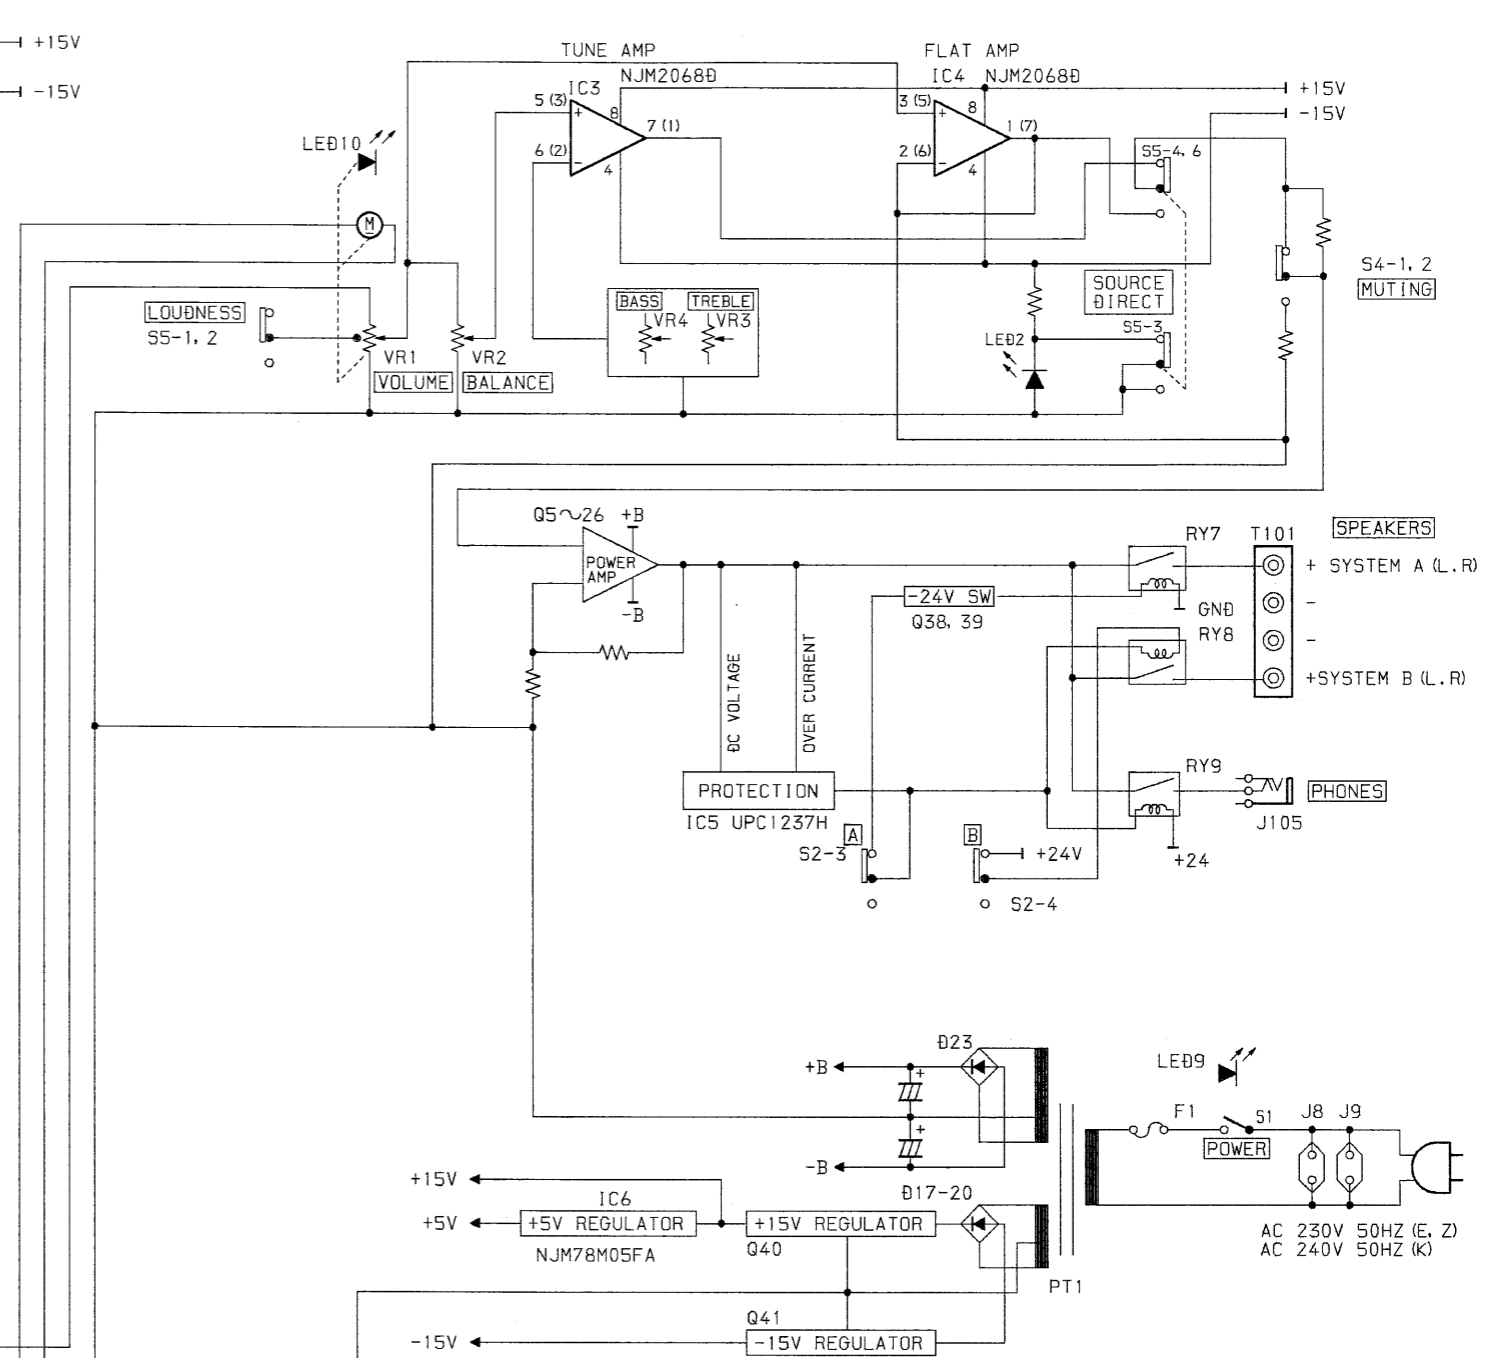 +15V
-15V
TUNE AMP
IC3
NJM2068D
5 (3)
+
8
7 (1)
6 (2)
-
4
FLAT AMP
IC4 NJM2068D
3 (5)
+
8
1 (7)
2 (6)
-
4
+15V
-15V
S5-4, 6
LED10
M
LOUDNESS
S5-1, 2
VR1
VOLUME
VR2
BALANCE
BASS
TREBLE
VR4
VR3
SOURCE
DIRECT
S5-3
LED2
S4-1, 2
MUTING
Q5~26
+B
POWER
AMP
-B
RY7
T101
SPEAKERS
+ SYSTEM A (L.R)
-24V SW
Q38, 39
GND
-
RY8
-
+SYSTEM B (L.R)
DC VOLTAGE
OVER CURRENT
PROTECTION
IC5 UPC1237H
RY9
PHONES
J105
A
S2-3
B
+24V
+24
S2-4
D23
+B
+
+
-B
LED9
F1
S1
POWER
J8
J9
+15V
D17-20
IC6
+5V
+5V REGULATOR
+15V REGULATOR
NJM78M05FA
Q40
AC 230V 50HZ (E, Z)
AC 240V 50HZ (K)
PT1
Q41
-15V
-15V REGULATOR